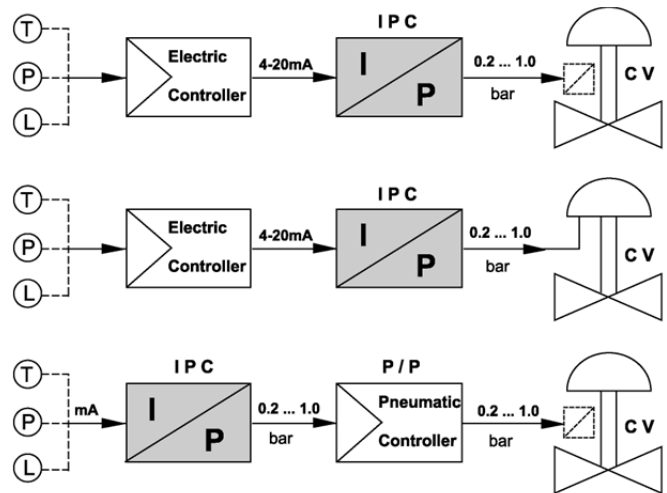 I P C
T
Electric
4-20mA
I
0.2 ... 1.0
P
Controller
P
bar
C V
L
I P C
T
Electric
4-20mA
I
0.2 ... 1.0
P
Controller
P
bar
C V
L
I P C
P / P
T
mA
I
0.2 ... 1.0
Pneumatic
0.2 ... 1.0
P
P
bar
Controller
bar
C V
L